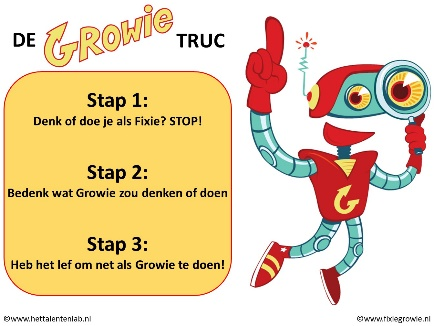 DE GROWiE TRUC
Stap 1:
Denk of doe je als Fixie? STOP!
Stap 2:
Bedenk wat Growie zou denken of doen
Stap 3:
Heb het lef om net als Growie te doen!
©www.hettalentenlab.nl
©www.fixiegrowie.nl